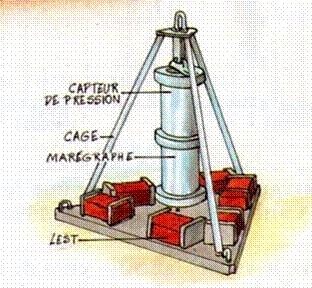 CAPTEUR
DE PRESSION
CAGE
MARÉGRAPHE
LEST